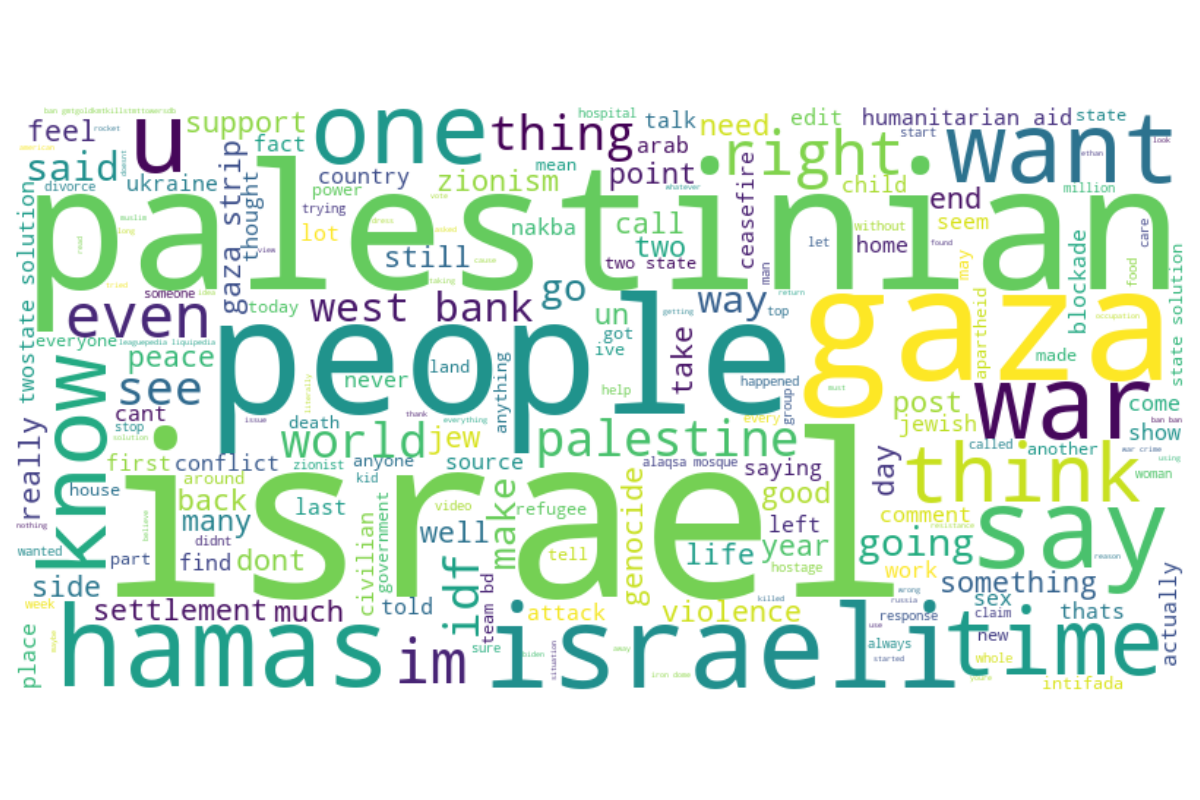 ban gmtgoldkmtkillstmttowersdb
feel
rocket
u
support
fact
one
thing
hospital
talk
need
edit
humanitarian aid
state
american
said
doesnt
gaza strip
thought
country
mean
arab
point
right
start
want
ethan
look
divorce
ukraine
power
zionism
child
end
million
twostate solution
palestinian
muslim
long
read
trying
vote
whatever
dress
asked
nakba
call
ceasefire
without
seem
care
lot
view
cause
still
two
two state
man
let
home
found
may
food
blockade
state solution
tried
someone
idea
taking
go
return
even
today
west bank
way
top
gaza
apartheid
occupation
everyone
leaguepedia liquipedia
un
got
ive
take
getting
made
peace
people
land
happened
know
see
never
anything
help
group
must
war
really
cant
literally
every
post
come
stop
issue
death
thank
everything
jewish
ban ban
solution
world
jew
palestine
called
another
show
war crime
using
first
conflict
zionist
anyone
source
alaqsa mosque
saying
day
think
woman
house
around
kid
israel
back
last
video
make
refugee
genocide
good
nothing
many
believe
government
left
comment
resistance
say
didnt
well
year
going
wanted
part
find
dont
civilian
tell
life
hostage
work
reason
side
something
actually
week
settlement
much
told
idf
team bd
attack
violence
killed
wrong
russia
response
sex
claim
thats
place
maybe
hamas
im
sure
biden
situation
israeli
away
use
always
new
time
whole
started
youre
iron dome
intifada